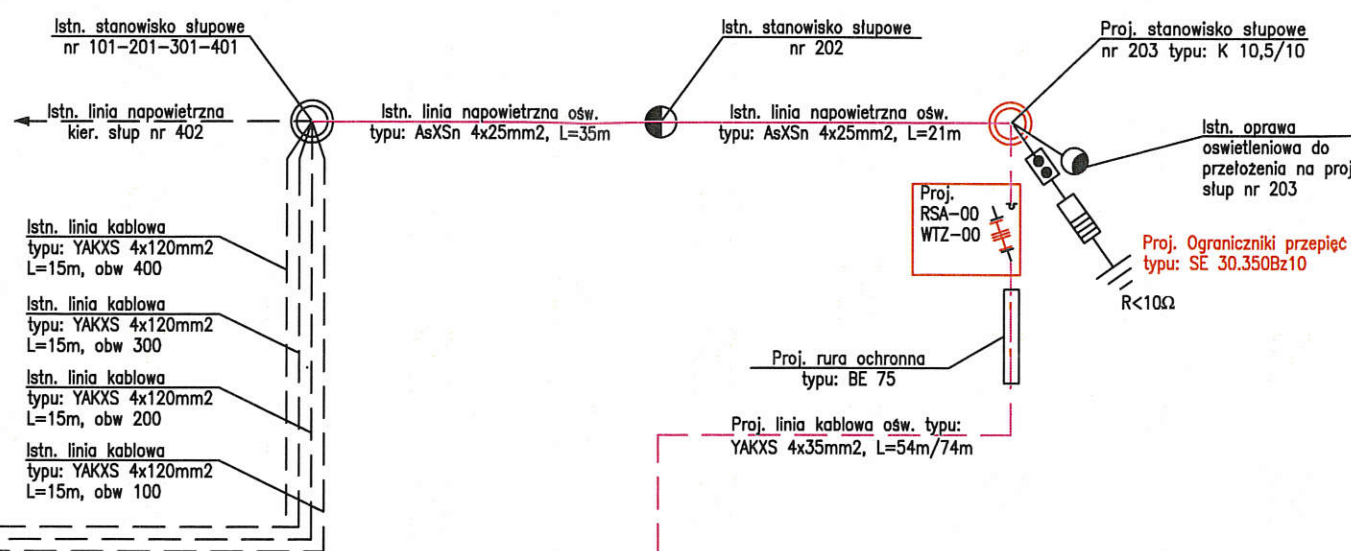 Istn. stanowisko słupowe
nr 101-201-301-401
Istn. stanowisko słupowe
nr 202
Proj. stanowisko słupowe
nr 203 typu: K 10,5/10
Istn. linia napowietrzna
kier. słup nr 402
Istn. linia napowietrzna ośw.
typu: AsXSn 4x25mm2, L=35m
Istn. linia napowietrzna ośw.
typu: AsXSn 4x25mm2, L=21m
Istn. oprawa
oswietleniowa do
przełożenia na proj
słup nr 203
Proj.
RSA-00
WTZ-00
Proj. Ograniczniki przepięć
typu: SE 30.350Bz10
R<10Ω
Istn. linia kablowa
typu: YAKXS 4x120mm2
L=15m, obw 400
Istn. linia kablowa
typu: YAKXS 4x120mm2
L=15m, obw 300
Istn. linia kablowa
typu: YAKXS 4x120mm2
L=15m, obw 200
Istn. linia kablowa
typu: YAKXS 4x120mm2
L=15m, obw 100
Proj. rura ochronna
typu: BE 75
Proj. linia kablowa ośw. typu:
YAKXS 4x35mm2, L=54m/74m